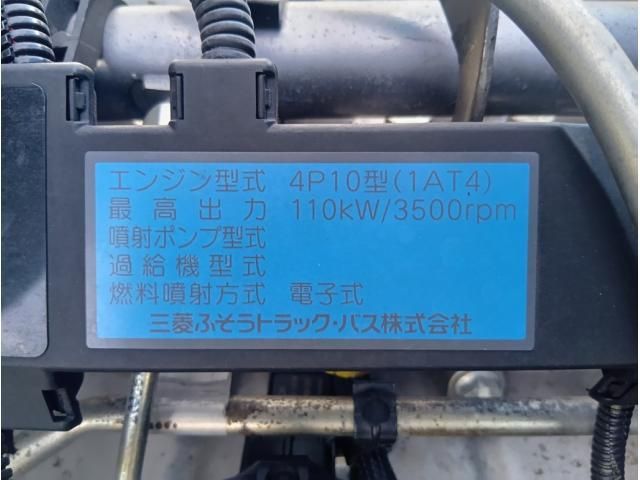 エンジン型式 4P10型(1AT4)
最高出力 110kW/3500rpm
噴射ポンプ型式
過給機型式
燃料噴射方式 電子式
三菱ふそうトラック・バス株式会社